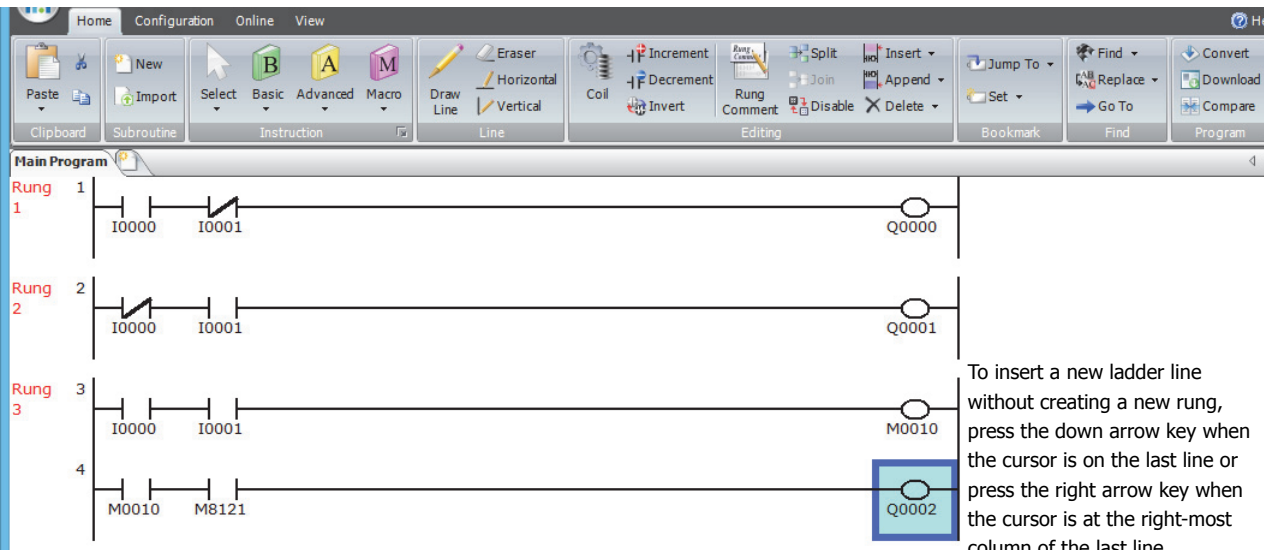 Home Configuration Online View
Paste
New
Import
Select Basic Advanced Macro
Draw Line
Eraser
Horizontal
Vertical
Coil
Increment
Decrement
Invert
Rung Comment
Split
Join
Disable
Insert
Append
Delete
Jump To
Set
Find
Replace
Go To
Convert
Download
Compare
Clipboard Subroutine Instruction Line Editing Bookmark Find Program
Main Program
Rung 1
1
I0000 I0001 Q0000
Rung 2
2
I0000 I0001 Q0001
Rung 3
3
I0000 I0001 M0010
4
M0010 M8121 Q0002
To insert a new ladder line
without creating a new rung,
press the down arrow key when
the cursor is on the last line or
press the right arrow key when
the cursor is at the right-most
column of the last line